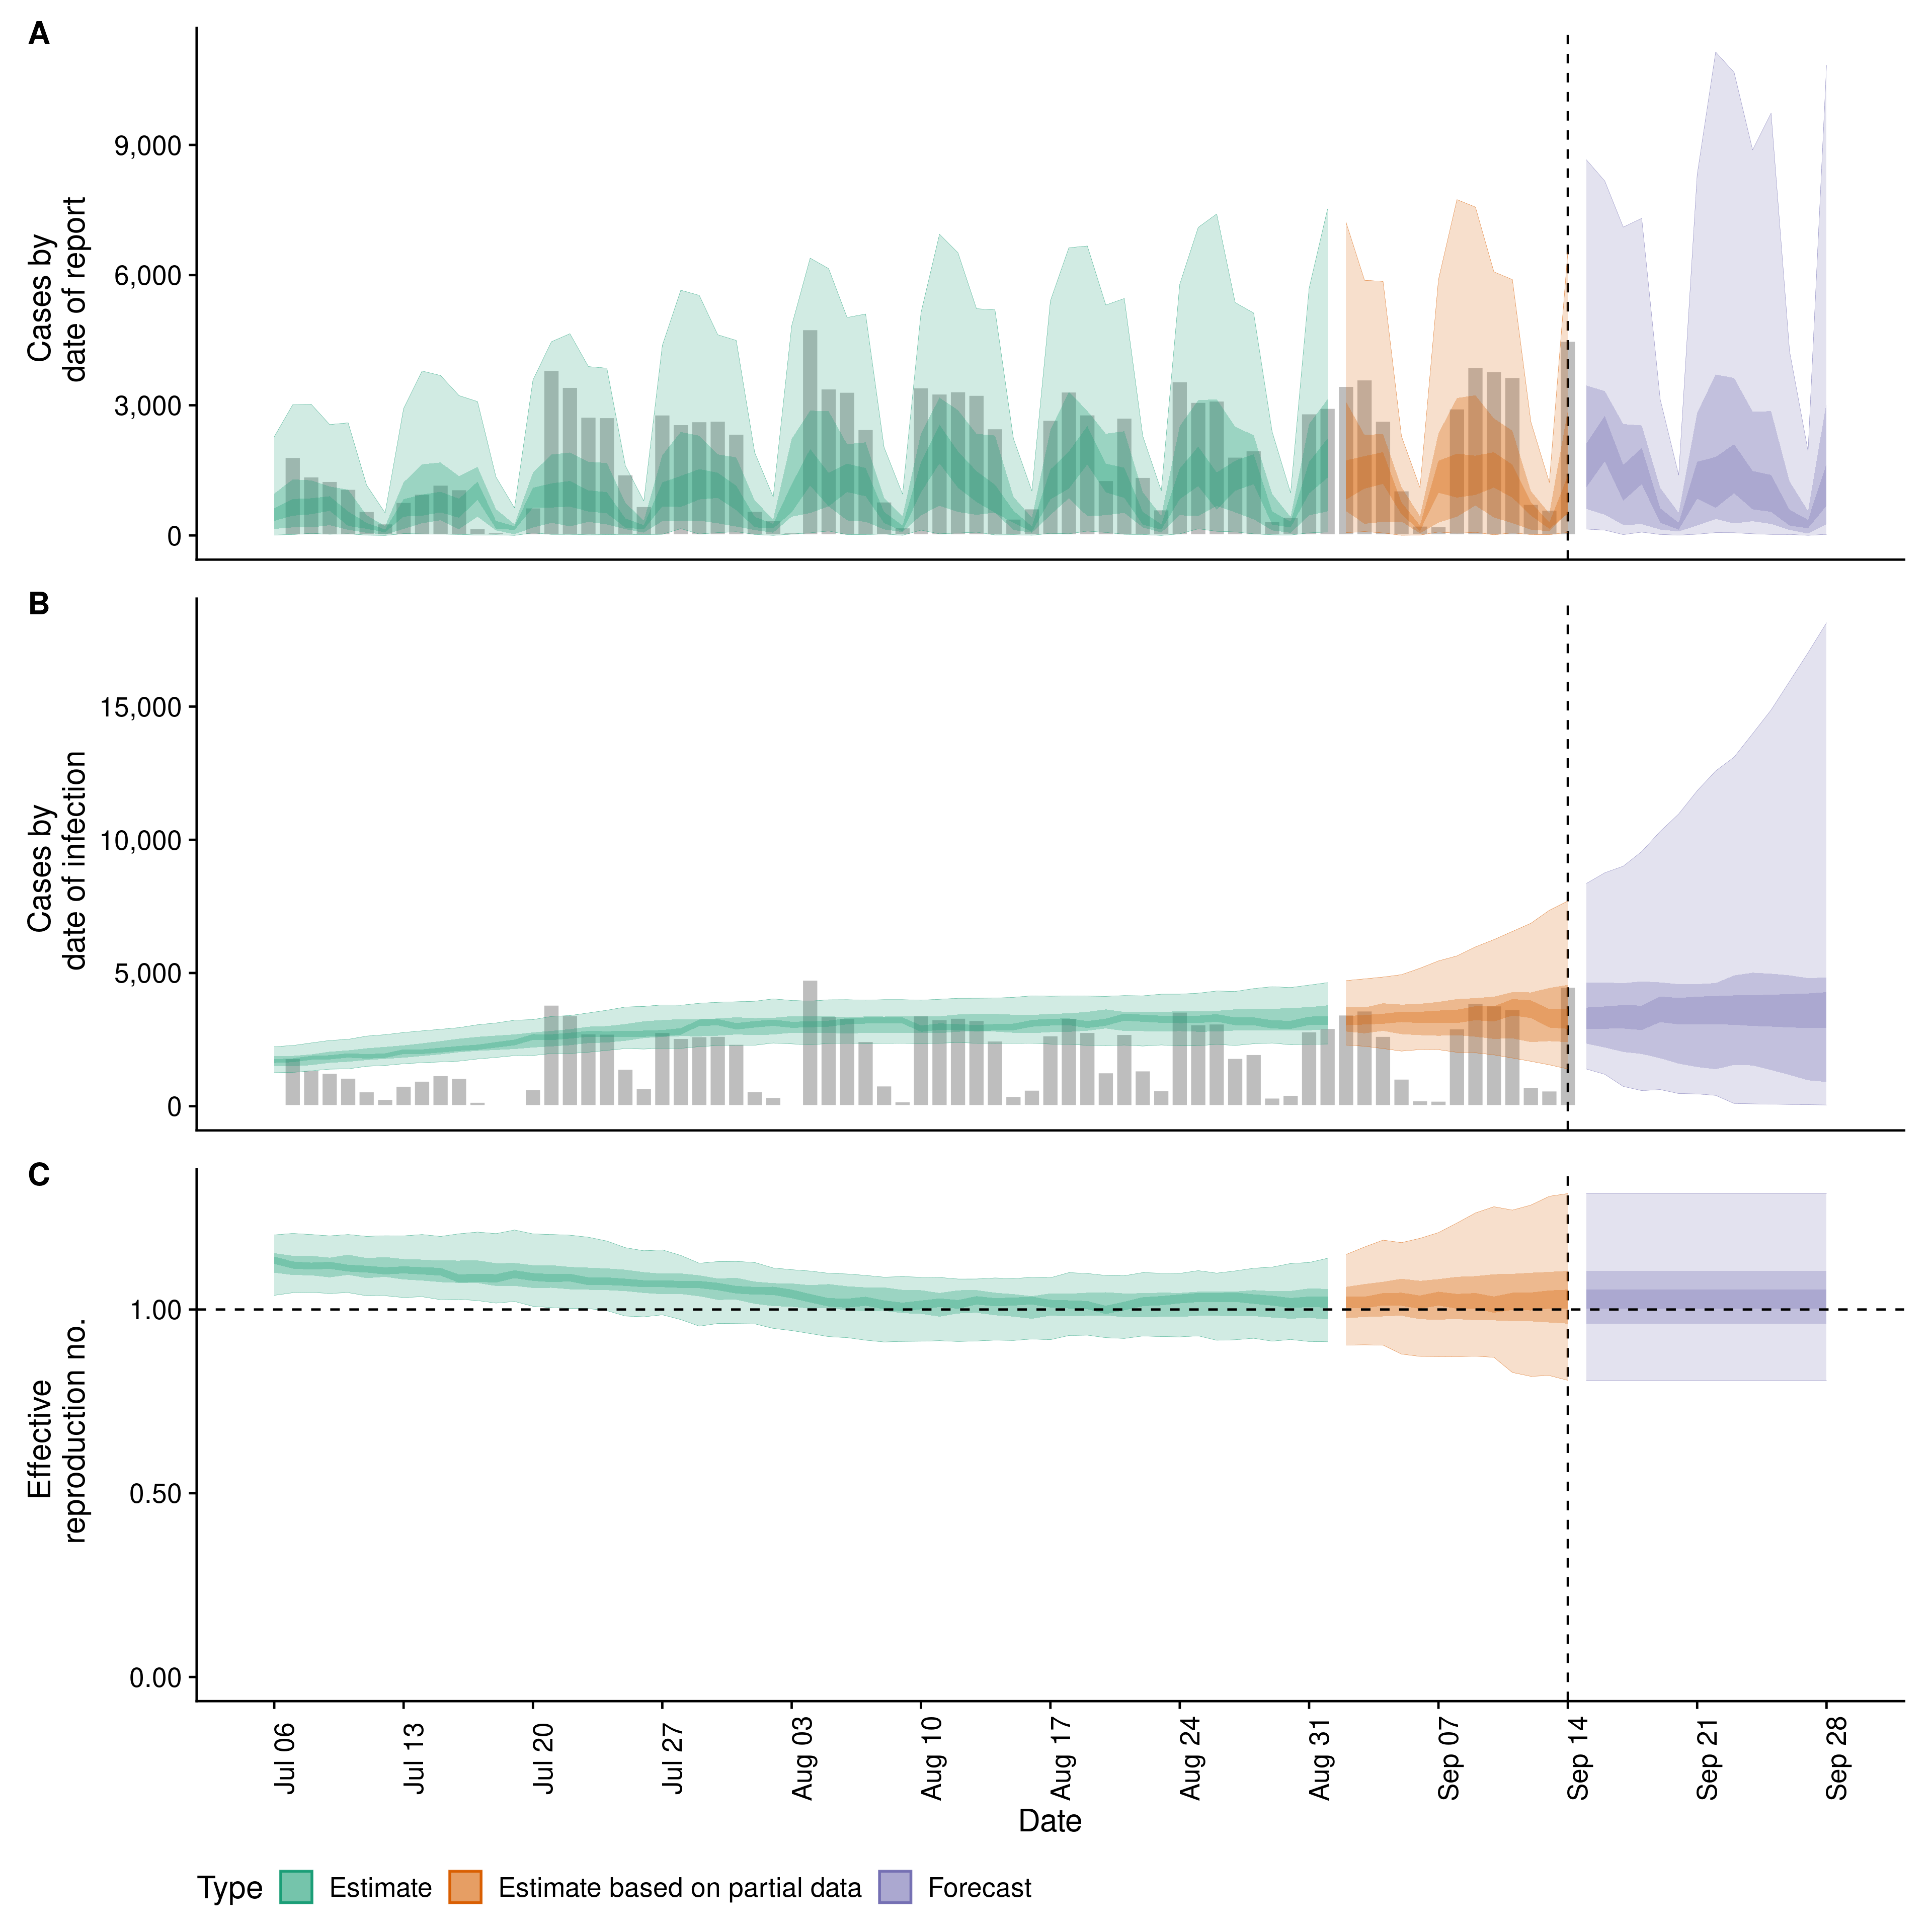 A
Cases by
date of report
9,000
6,000
3,000
0
B
Cases by
date of infection
15,000
10,000
5,000
0
C
Effective
reproduction no.
1.00
0.50
0.00
Jul 06
Jul 13
Jul 20
Jul 27
Aug 03
Aug 10
Aug 17
Aug 24
Aug 31
Sep 07
Sep 14
Sep 21
Sep 28
Date
Type Estimate Estimate based on partial data Forecast